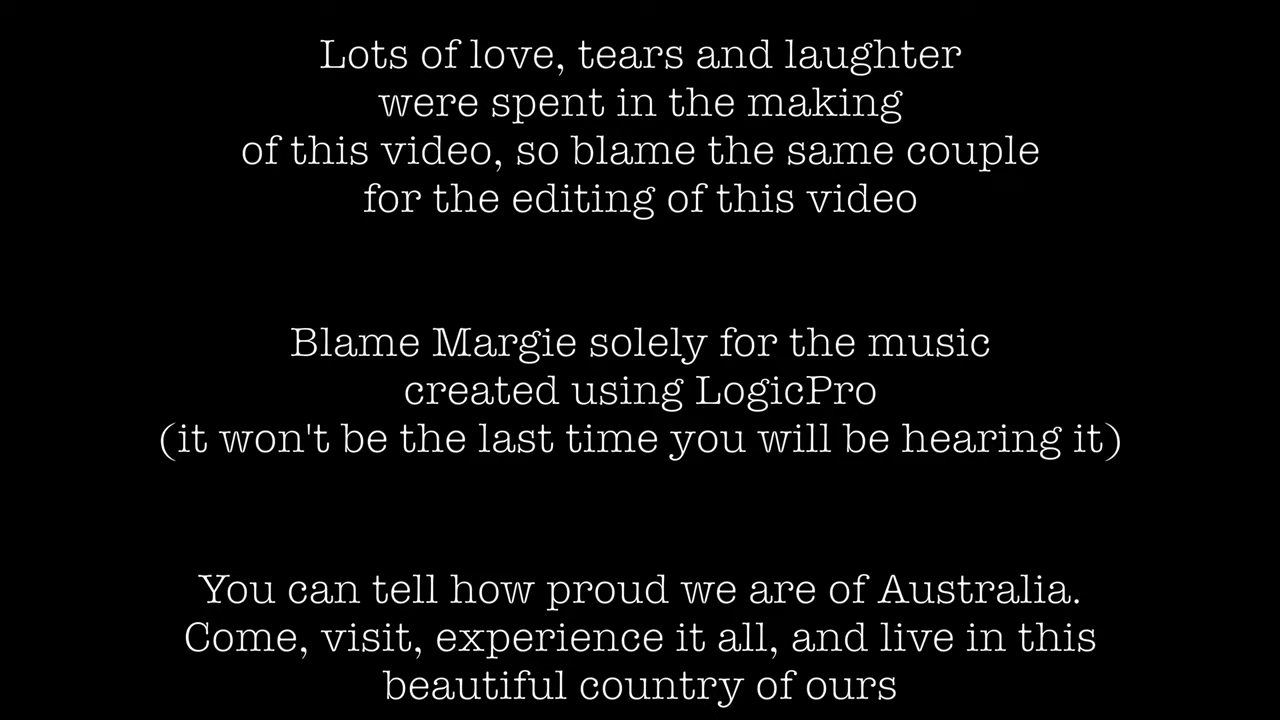 Lots of love, tears and laughter
were spent in the making
of this video, so blame the same couple
for the editing of this video
Blame Margie solely for the music
created using LogicPro
(it won't be the last time you will be hearing it)
You can tell how proud we are of Australia.
Come, visit, experience it all, and live in this
beautiful country of ours